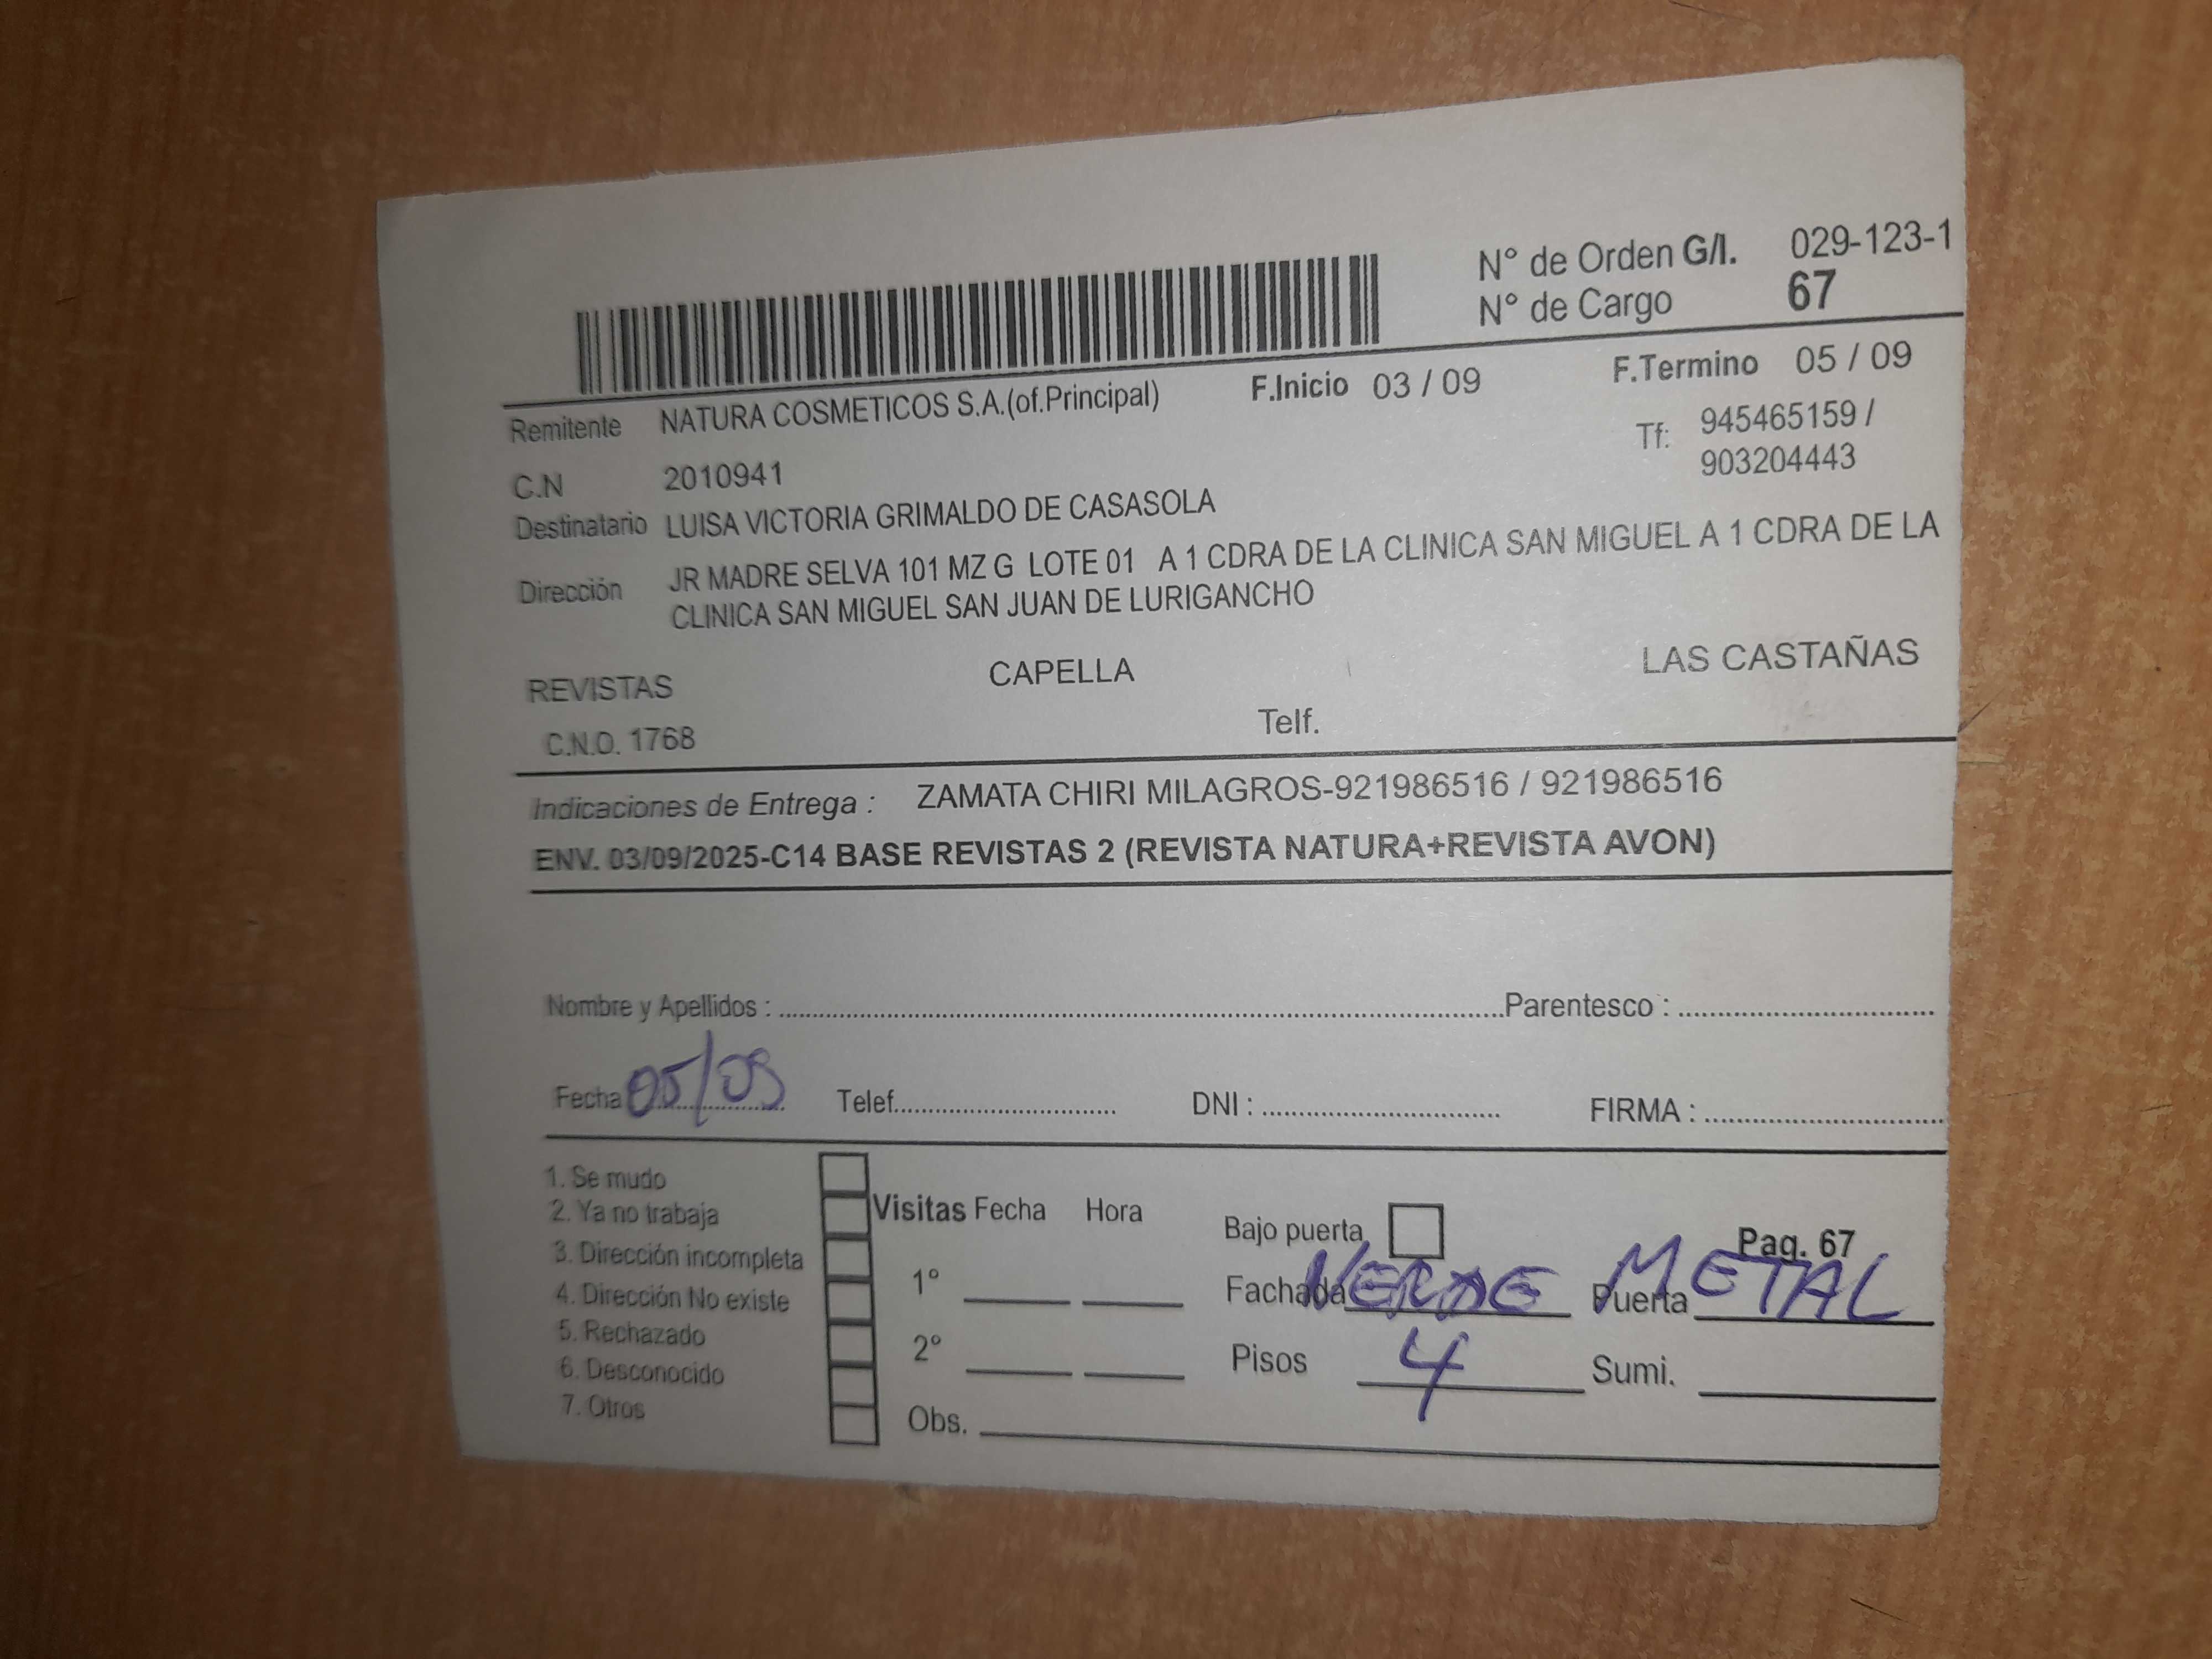 N° de Orden G/I. 029-123-1
N° de Cargo 67
F.Inicio 03 / 09 F.Termino 05 / 09
Remitente NATURA COSMETICOS S.A.(of.Principal)
Tf: 945465159 /
903204443
C.N 2010941
Destinatario LUISA VICTORIA GRIMALDO DE CASASOLA
Dirección JR MADRE SELVA 101 MZ G LOTE 01 A 1 CDRA DE LA CLINICA SAN MIGUEL A 1 CDRA DE LA
CLINICA SAN MIGUEL SAN JUAN DE LURIGANCHO
REVISTAS CAPELLA LAS CASTAÑAS
C.N.O. 1768 Telf.
Indicaciones de Entrega : ZAMATA CHIRI MILAGROS-921986516 / 921986516
ENV. 03/09/2025-C14 BASE REVISTAS 2 (REVISTA NATURA+REVISTA AVON)
Nombre y Apellidos : Parentesco :
Fecha 05/09 Telef. DNI : FIRMA :
1. Se mudo
2. Ya no trabaja
3. Dirección incompleta
4. Dirección No existe
5. Rechazado
6. Desconocido
7. Otros
Visitas Fecha Hora
1°
2°
Obs.
Bajo puerta Pag. 67
Fachada VERDE Puerta METAL
Pisos 4 Sumi.